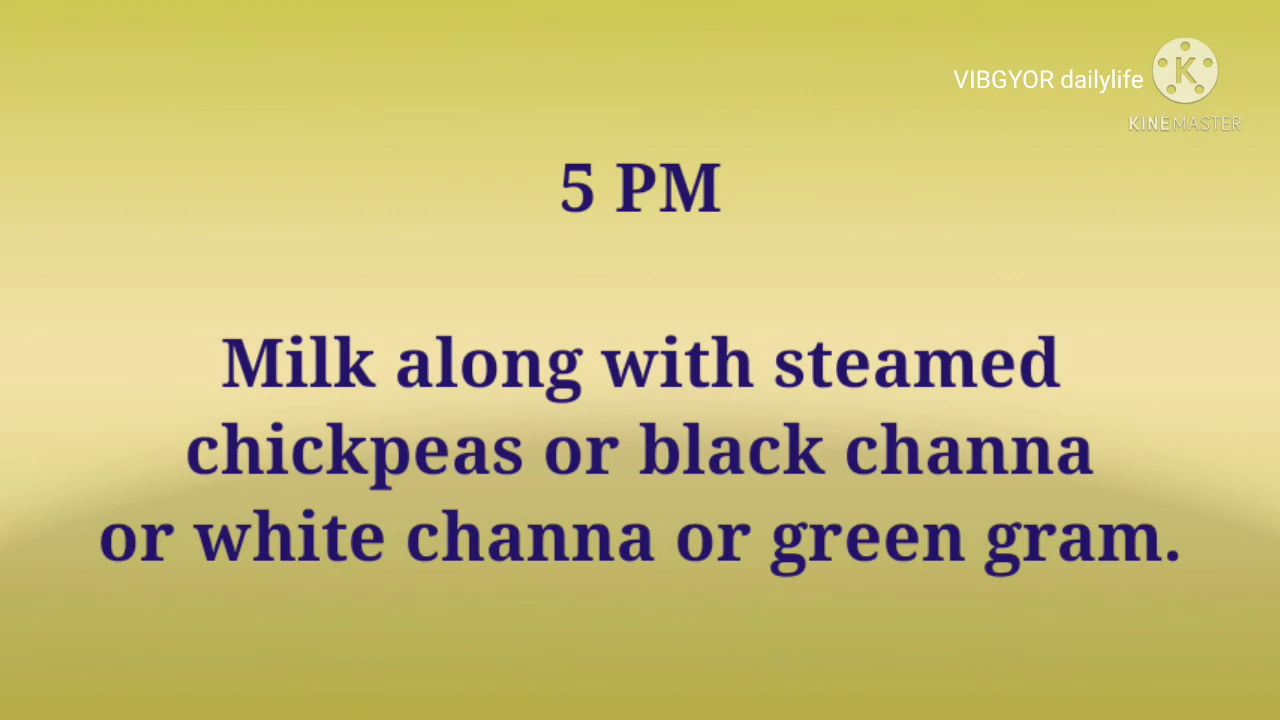 VIBGYOR dailylife
K
KINEMASTER
5 PM
Milk along with steamed
chickpeas or black channa
or white channa or green gram.